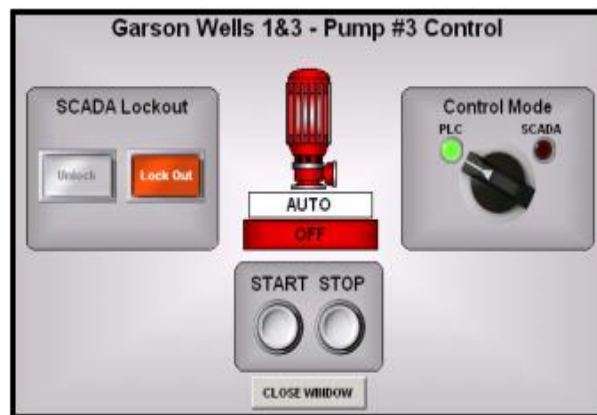 Garson Wells 1&3 - Pump #3 Control
SCADA Lockout
Unlock
Lock Out
AUTO
OFF
Control Mode
PLC
SCADA
START STOP
CLOSE WINDOW